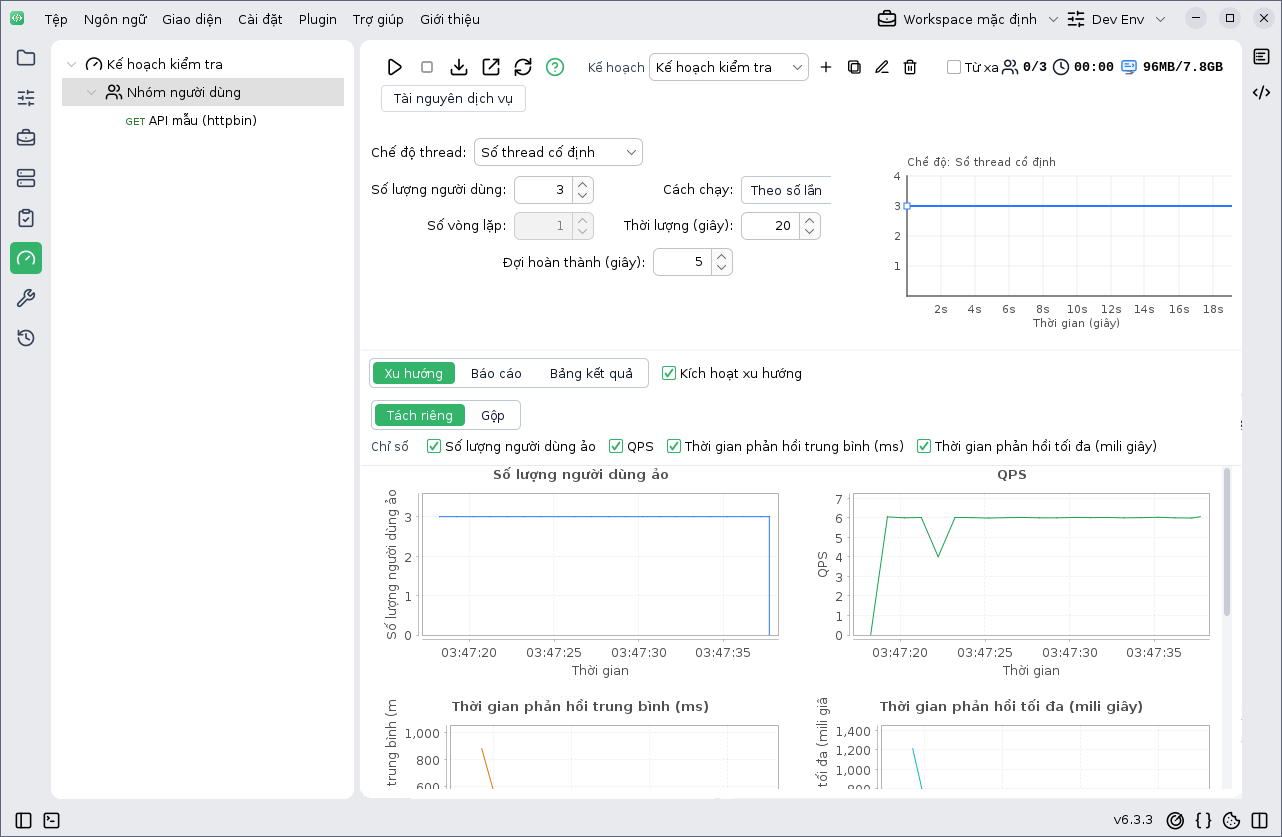 Tệp Ngôn ngữ Giao diện Cài đặt Plugin Trợ giúp Giới thiệu Workspace mặc định Dev Env
Kế hoạch kiểm tra
Nhóm người dùng
GET API mẫu (httpbin)
Kế hoạch Kế hoạch kiểm tra Từ xa 0/3 00:00 96MB/7.8GB
Tài nguyên dịch vụ
Chế độ thread: Số thread cố định
Số lượng người dùng: 3 Cách chạy: Theo số lần
Số vòng lặp: 1 Thời lượng (giây): 20
Đợi hoàn thành (giây): 5
Chế độ: Số thread cố định
4
3
2
1
2s 4s 6s 8s 10s 12s 14s 16s 18s
Thời gian (giây)
Xu hướng Báo cáo Bảng kết quả Kích hoạt xu hướng
Tách riêng Gộp
Chỉ số Số lượng người dùng ảo QPS Thời gian phản hồi trung bình (ms) Thời gian phản hồi tối đa (mili giây)
Số lượng người dùng ảo
Số lượng người dùng ảo
3
2
1
0
03:47:20 03:47:25 03:47:30 03:47:35
Thời gian
QPS
QPS
7
6
5
4
3
2
1
0
03:47:20 03:47:25 03:47:30 03:47:35
Thời gian
Thời gian phản hồi trung bình (ms)
trung bình (m
1,000
800
600
Thời gian phản hồi tối đa (mili giây)
tối đa (mili giâ
1,400
1,200
1,000
800
v6.3.3